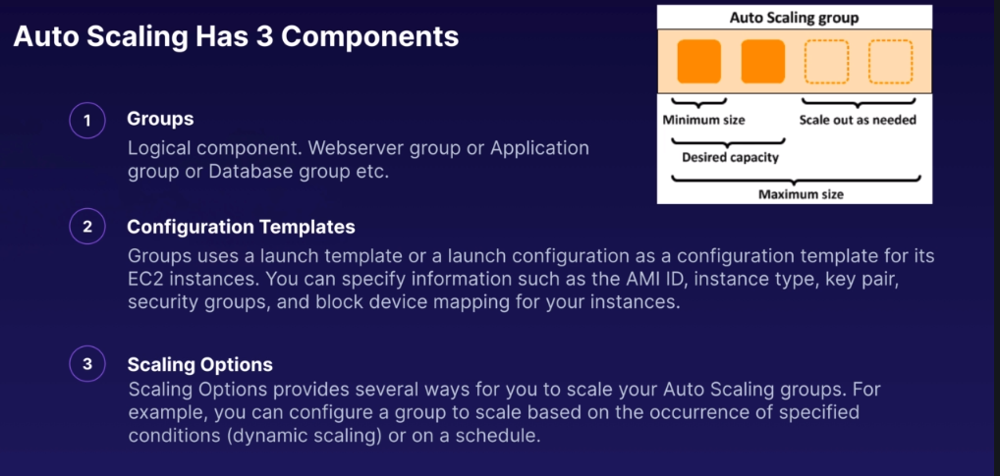 Auto Scaling Has 3 Components
1
Groups
Logical component. Webserver group or Application
group or Database group etc.
2
Configuration Templates
Groups uses a launch template or a launch configuration as a configuration template for its
EC2 instances. You can specify information such as the AMI ID, instance type, key pair,
security groups, and block device mapping for your instances.
3
Scaling Options
Scaling Options provides several ways for you to scale your Auto Scaling groups. For
example, you can configure a group to scale based on the occurrence of specified
conditions (dynamic scaling) or on a schedule.
Auto Scaling group
Minimum size
Scale out as needed
Desired capacity
Maximum size